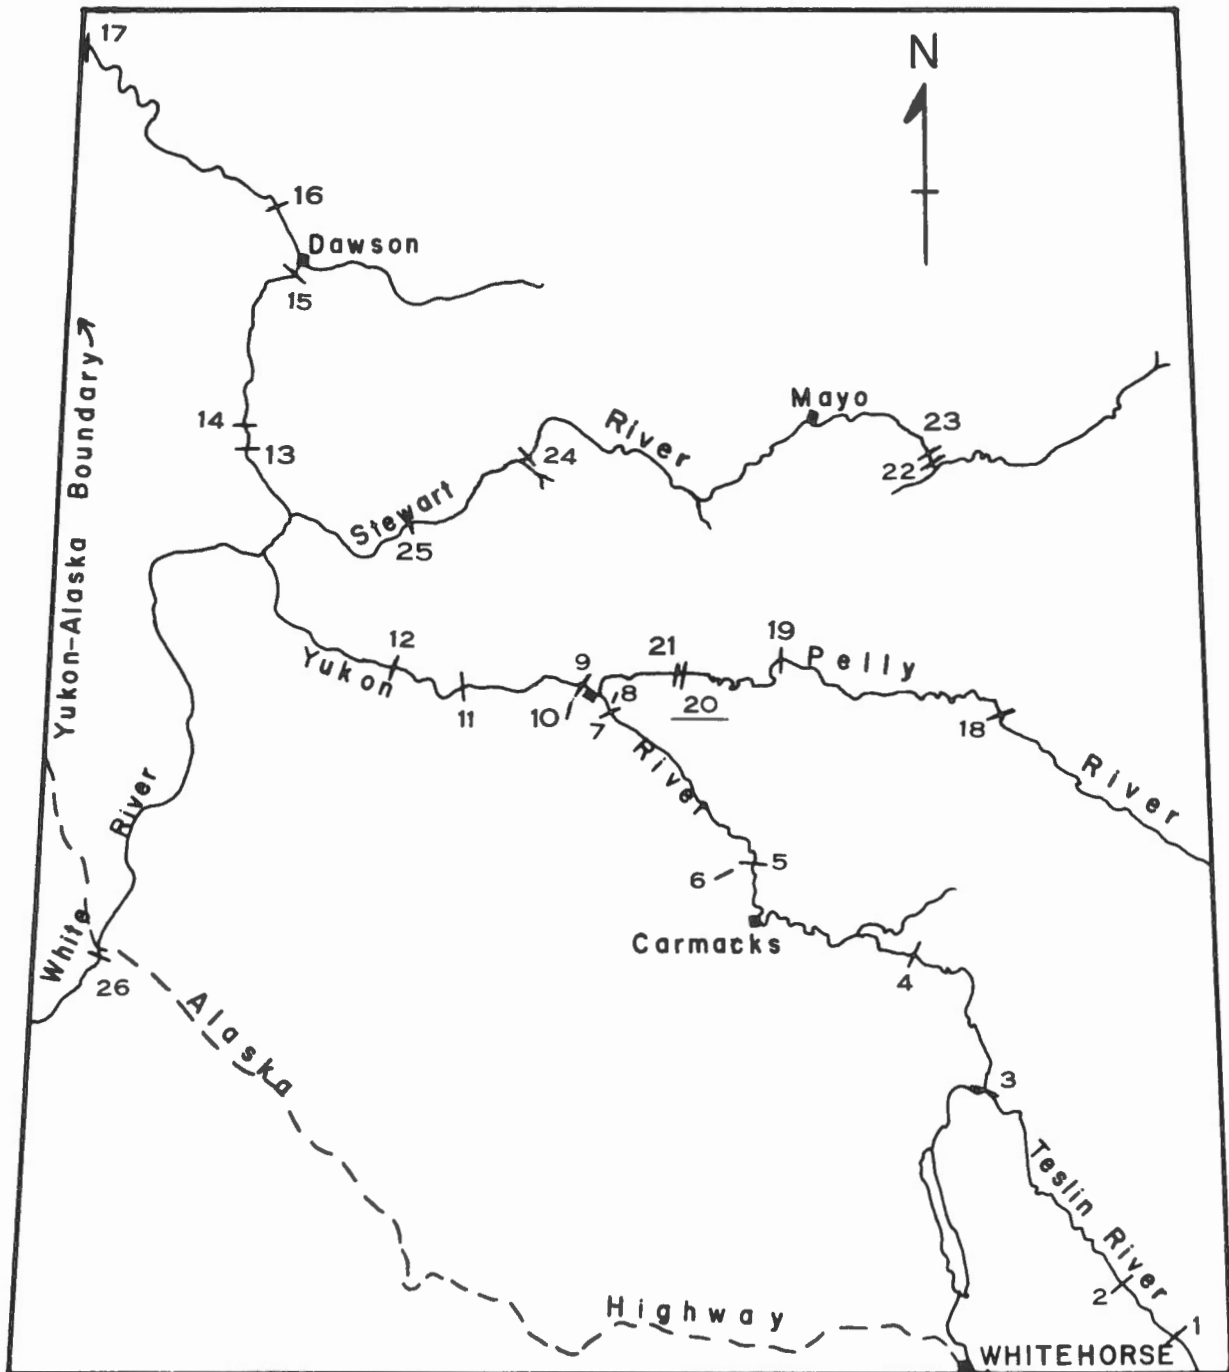 17
N
16
Dawson
15
Yukon-Alaska Boundary
14
13
Mayo
23
22
River
24
Stewart
25
12
Yukon
11
9
10
8
7
21
20
19
Pelly
18
River
River
5
6
Carmacks
4
River
White
26
Alaska
3
Teslin River
2
1
Highway
WHITEHORSE